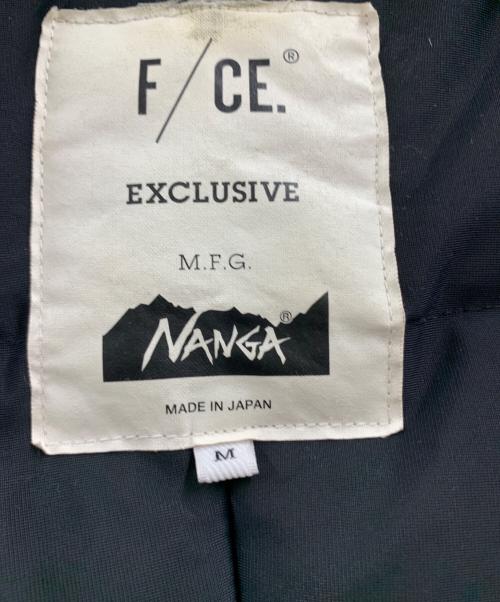 F/CE.®
EXCLUSIVE
M.F.G.
NANGA®
MADE IN JAPAN
M